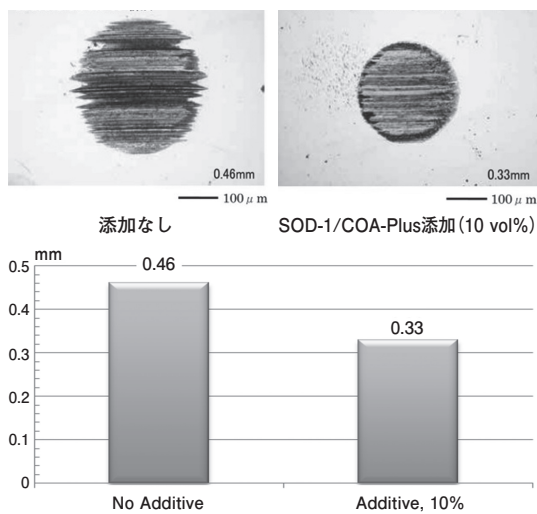 0.46mm
0.33mm
100μm
100μm
添加なし
SOD-1/COA-Plus添加(10 vol%)
mm
0.5
0.4
0.3
0.2
0.1
0
0.46
0.33
No Additive
Additive, 10%